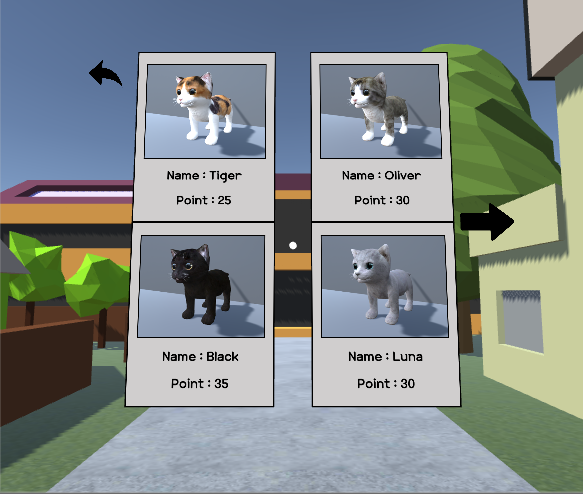 Name : Tiger
Point : 25
Name : Oliver
Point : 30
Name : Black
Point : 35
Name : Luna
Point : 30